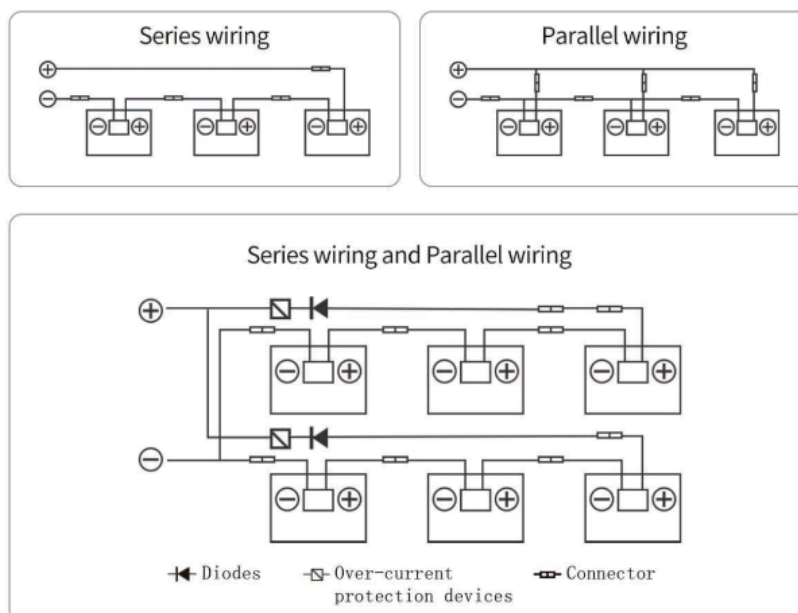 Series wiring
Parallel wiring
Series wiring and Parallel wiring
Diodes
Over-current
protection devices
Connector